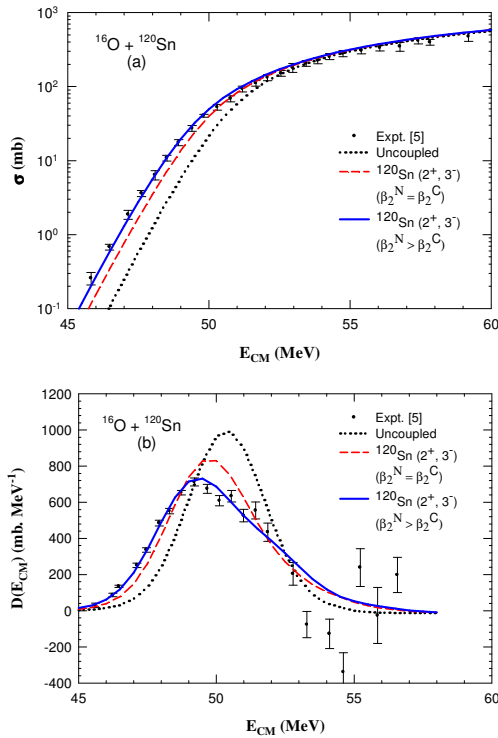 ¹⁶O + ¹²⁰Sn
(a)
10³
10²
10¹
10⁰
10⁻¹
σ (mb)
Expt. [5]
Uncoupled
¹²⁰Sn (2⁺, 3⁻)
(β₂ᴺ = β₂ᶜ)
¹²⁰Sn (2⁺, 3⁻)
(β₂ᴺ > β₂ᶜ)
45 50 55 60
E_CM (MeV)
¹⁶O + ¹²⁰Sn
(b)
1200
1000
800
600
400
200
0
-200
-400
D(E_CM) (mb. MeV⁻¹)
Expt. [5]
Uncoupled
¹²⁰Sn (2⁺, 3⁻)
(β₂ᴺ = β₂ᶜ)
¹²⁰Sn (2⁺, 3⁻)
(β₂ᴺ > β₂ᶜ)
45 50 55 60
E_CM (MeV)